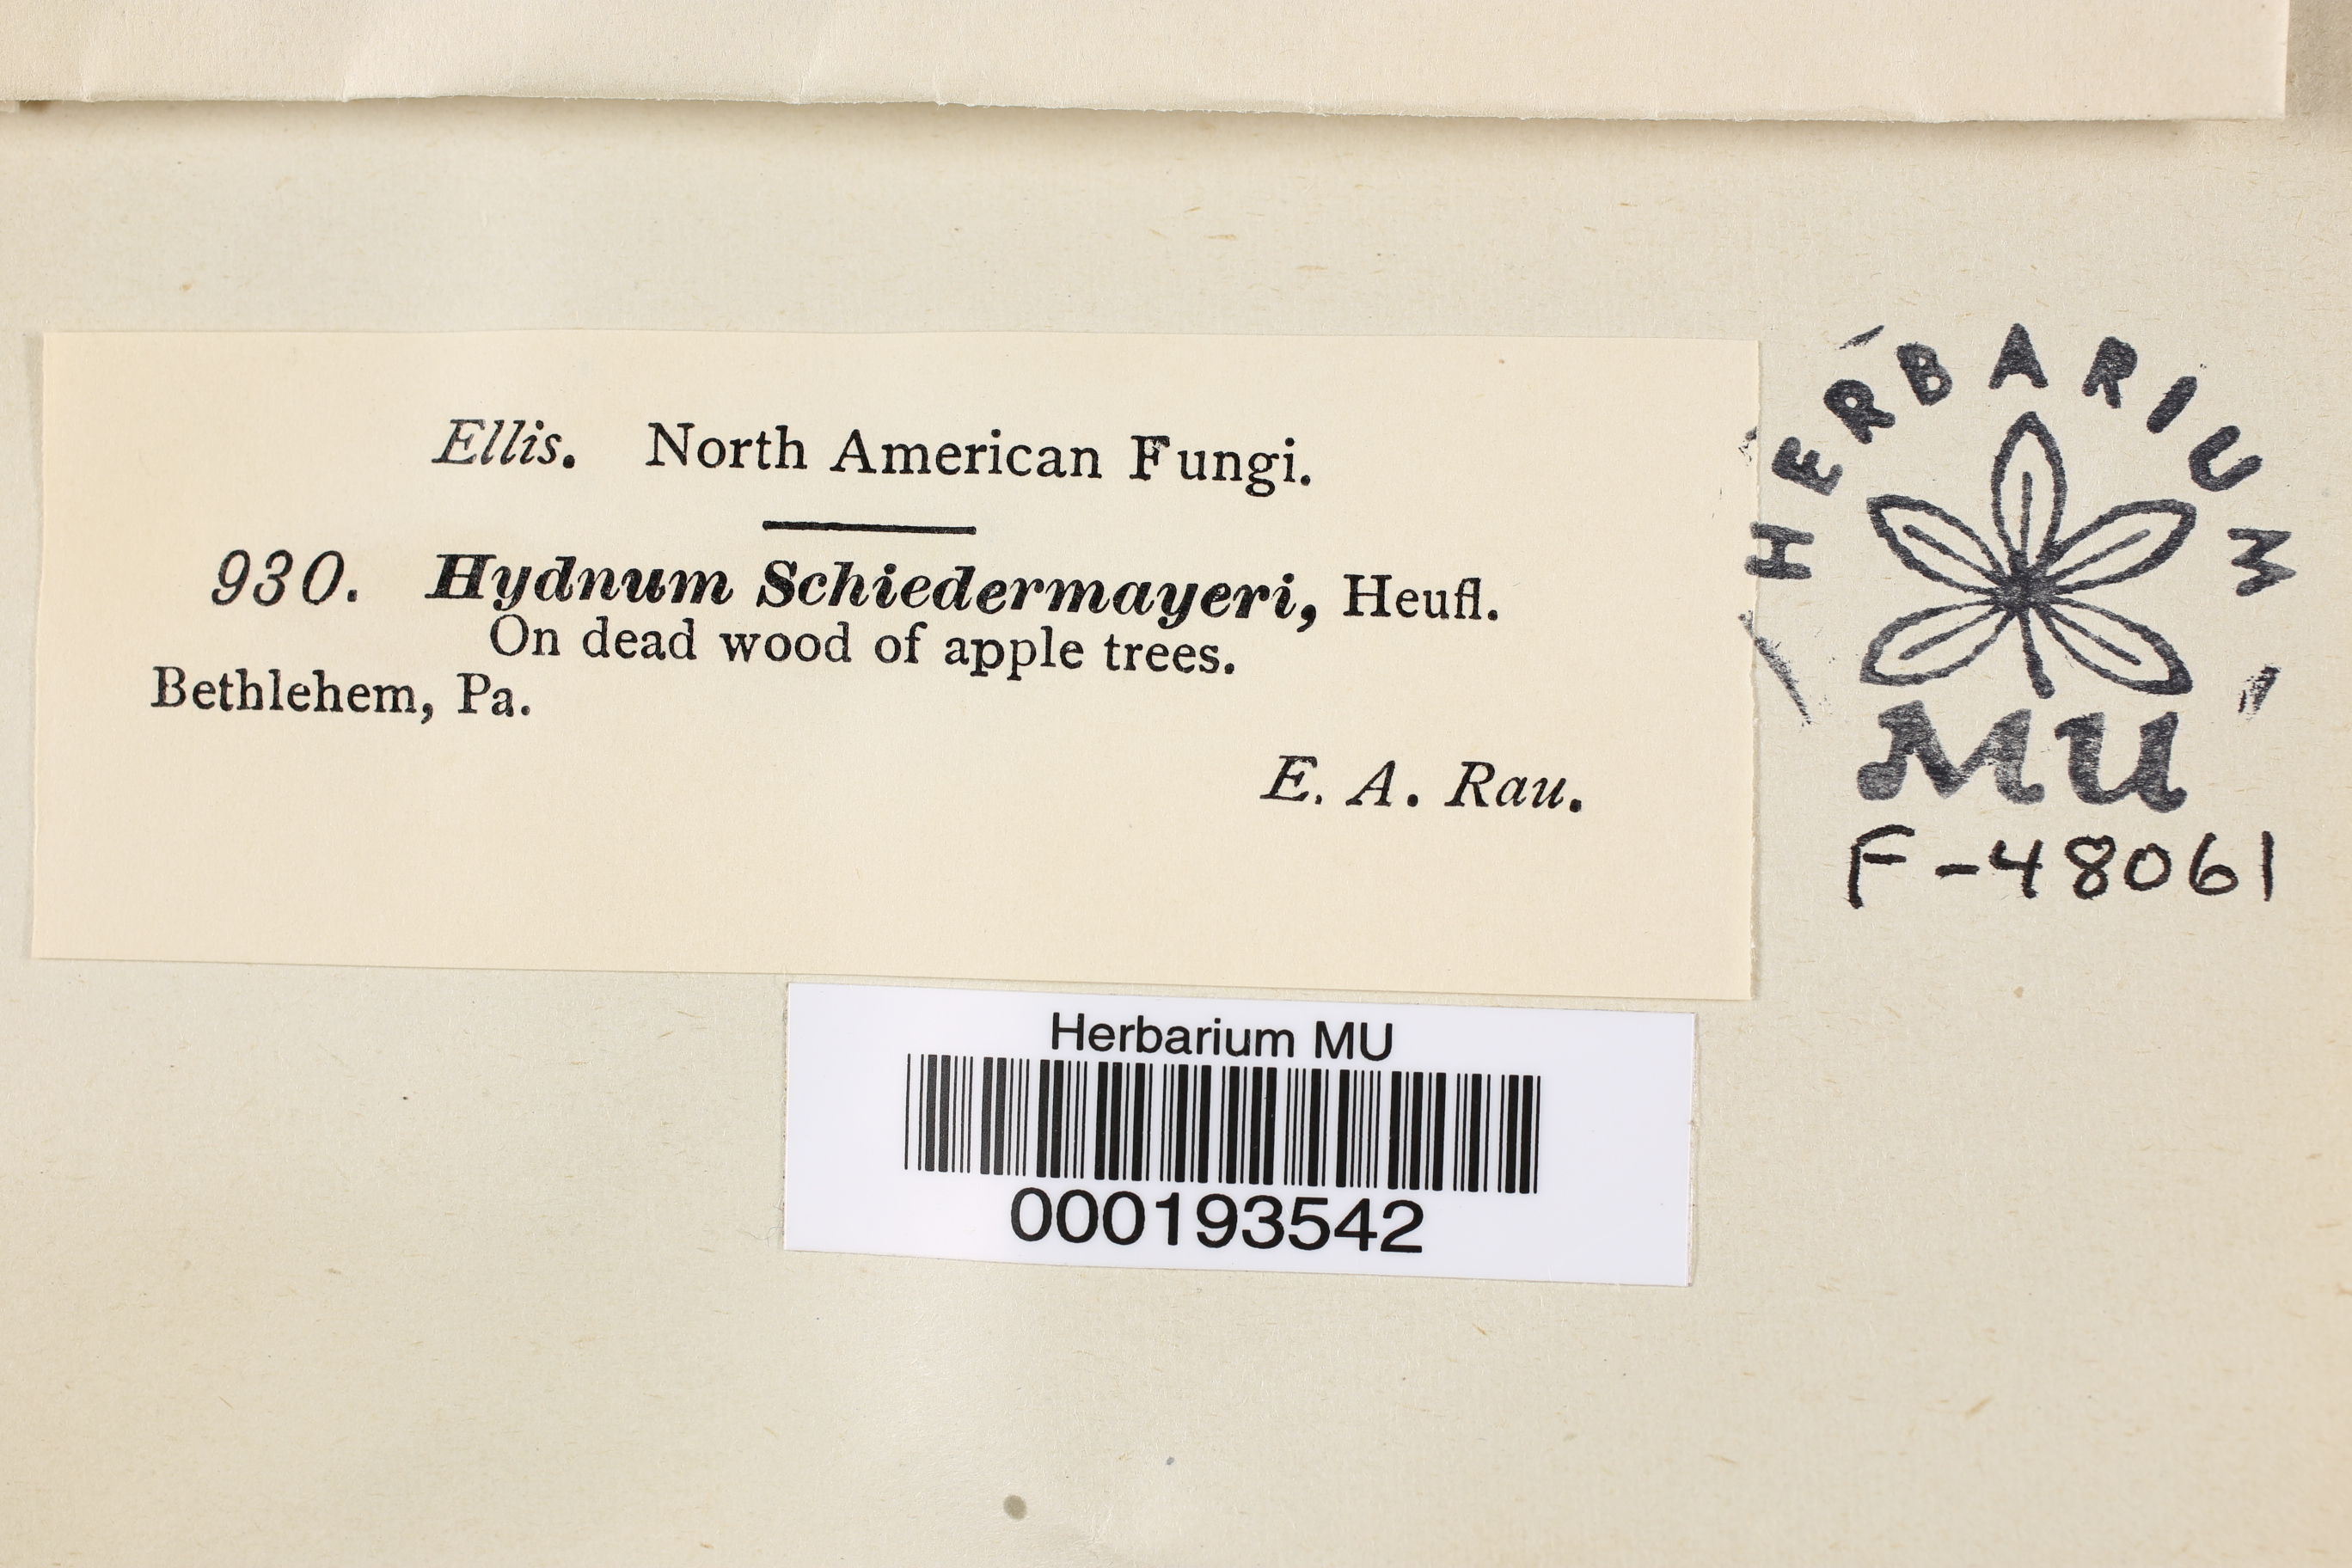 Ellis. North American Fungi.
930. Hydnum Schiedermayeri, Heufl.
On dead wood of apple trees.
Bethlehem, Pa.
E. A. Rau.
HERBARIUM
MU
F-48061
Herbarium MU
000193542